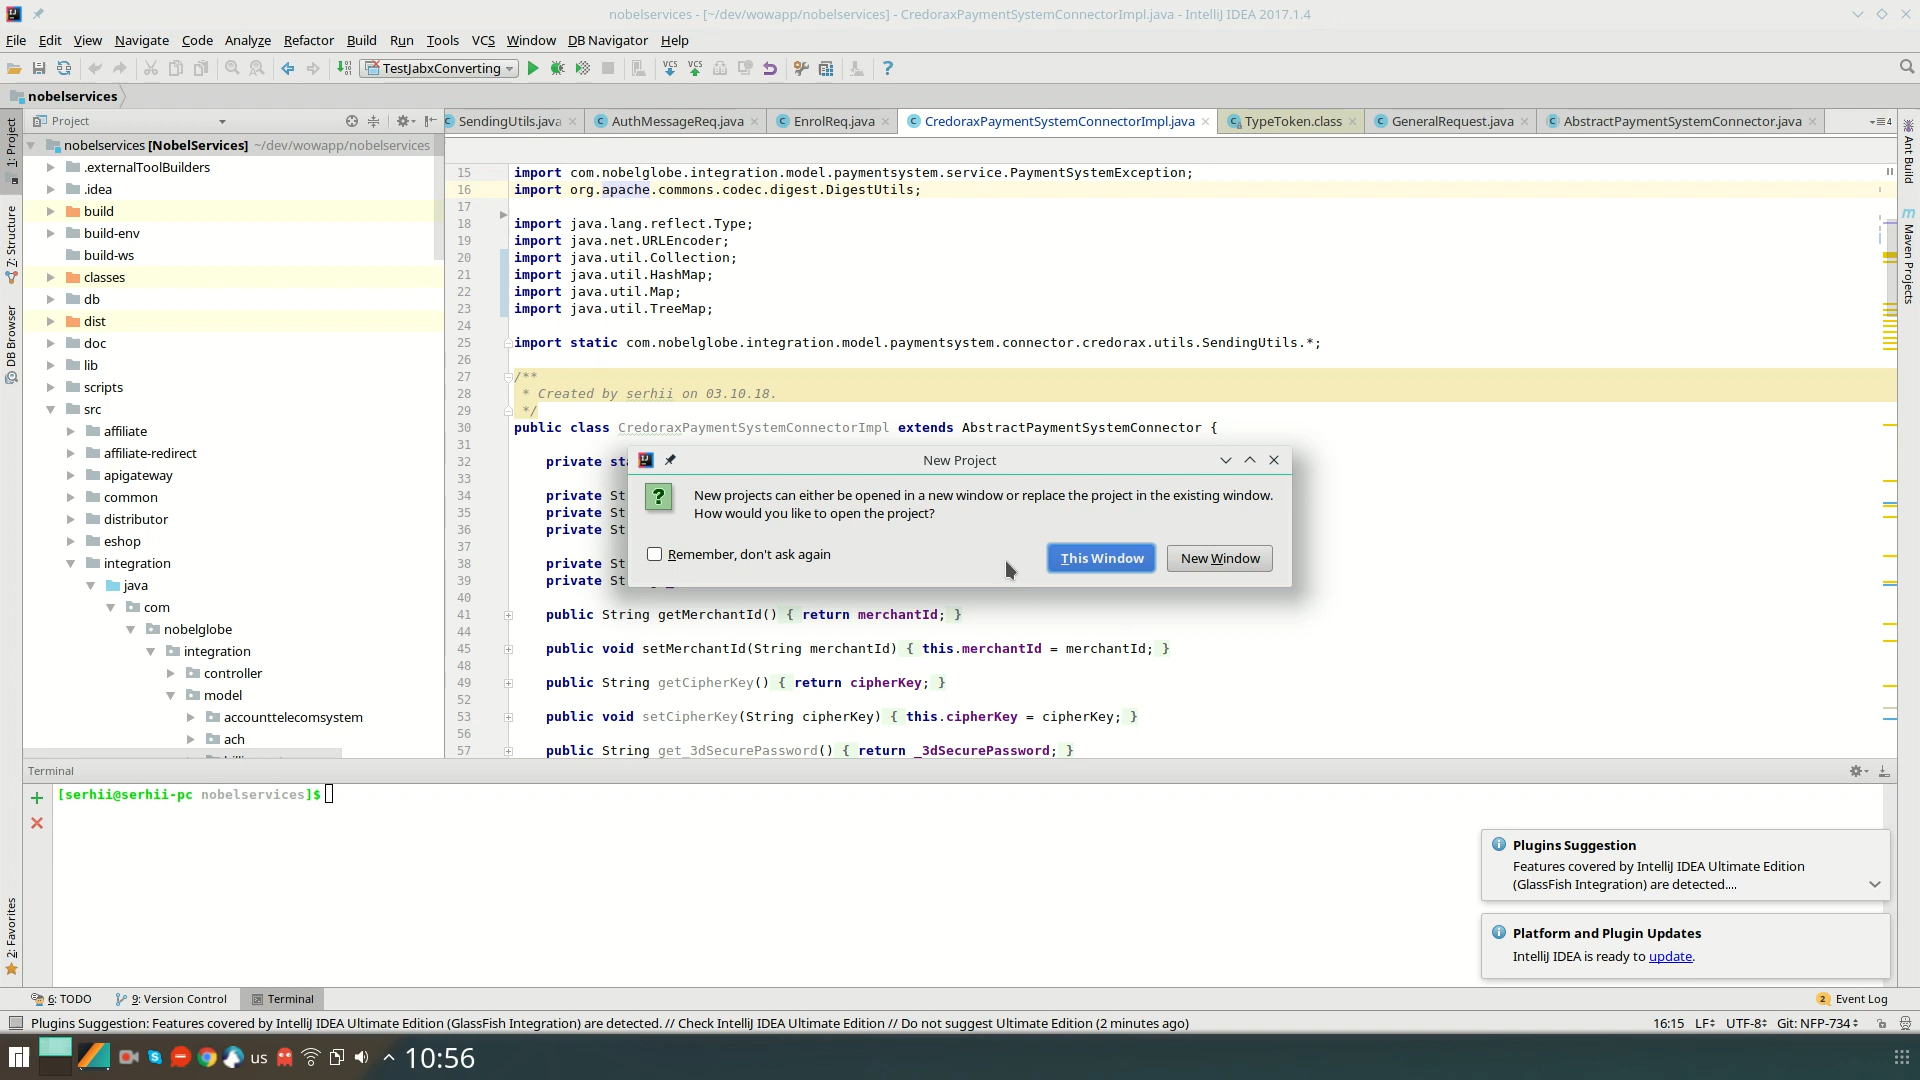 nobelservices - [~/dev/wowapp/nobelservices] - CredoraxPaymentSystemConnectorImpl.java - IntelliJ IDEA 2017.1.4
File Edit View Navigate Code Analyze Refactor Build Run Tools VCS Window DB Navigator Help
TestJabxConverting
nobelservices
Project
SendingUtils.java AuthMessageReq.java EnrolReq.java CredoraxPaymentSystemConnectorImpl.java TypeToken.class GeneralRequest.java AbstractPaymentSystemConnector.java 4
1: Project
7: Structure
DB Browser
2: Favorites
Ant Build
Maven Projects
nobelservices [NobelServices] ~/dev/wowapp/nobelservices
.externalToolBuilders
.idea
build
build-env
build-ws
classes
db
dist
doc
lib
scripts
src
affiliate
affiliate-redirect
apigateway
common
distributor
eshop
integration
java
com
nobelglobe
integration
controller
model
accounttelecomsystem
ach
15 import com.nobelglobe.integration.model.paymentsystem.service.PaymentSystemException;
16 import org.apache.commons.codec.digest.DigestUtils;
17
18 import java.lang.reflect.Type;
19 import java.net.URLEncoder;
20 import java.util.Collection;
21 import java.util.HashMap;
22 import java.util.Map;
23 import java.util.TreeMap;
24
25 import static com.nobelglobe.integration.model.paymentsystem.connector.credorax.utils.SendingUtils.*;
26
27 /**
28 * Created by serhii on 03.10.18.
29 */
30 public class CredoraxPaymentSystemConnectorImpl extends AbstractPaymentSystemConnector {
31
32 private sta
33
34 private St
35 private St
36 private St
37
38 private St
39 private St
40
41 public String getMerchantId() { return merchantId; }
44
45 public void setMerchantId(String merchantId) { this.merchantId = merchantId; }
48
49 public String getCipherKey() { return cipherKey; }
52
53 public void setCipherKey(String cipherKey) { this.cipherKey = cipherKey; }
56
57 public String get_3dSecurePassword() { return _3dSecurePassword; }
New Project
New projects can either be opened in a new window or replace the project in the existing window.
How would you like to open the project?
Remember, don't ask again
This Window
New Window
Terminal
[serhii@serhii-pc nobelservices]$
Plugins Suggestion
Features covered by IntelliJ IDEA Ultimate Edition
(GlassFish Integration) are detected....
Platform and Plugin Updates
IntelliJ IDEA is ready to update.
6: TODO 9: Version Control Terminal 2 Event Log
Plugins Suggestion: Features covered by IntelliJ IDEA Ultimate Edition (GlassFish Integration) are detected. // Check IntelliJ IDEA Ultimate Edition // Do not suggest Ultimate Edition (2 minutes ago) 16:15 LF UTF-8 Git: NFP-734
us 10:56